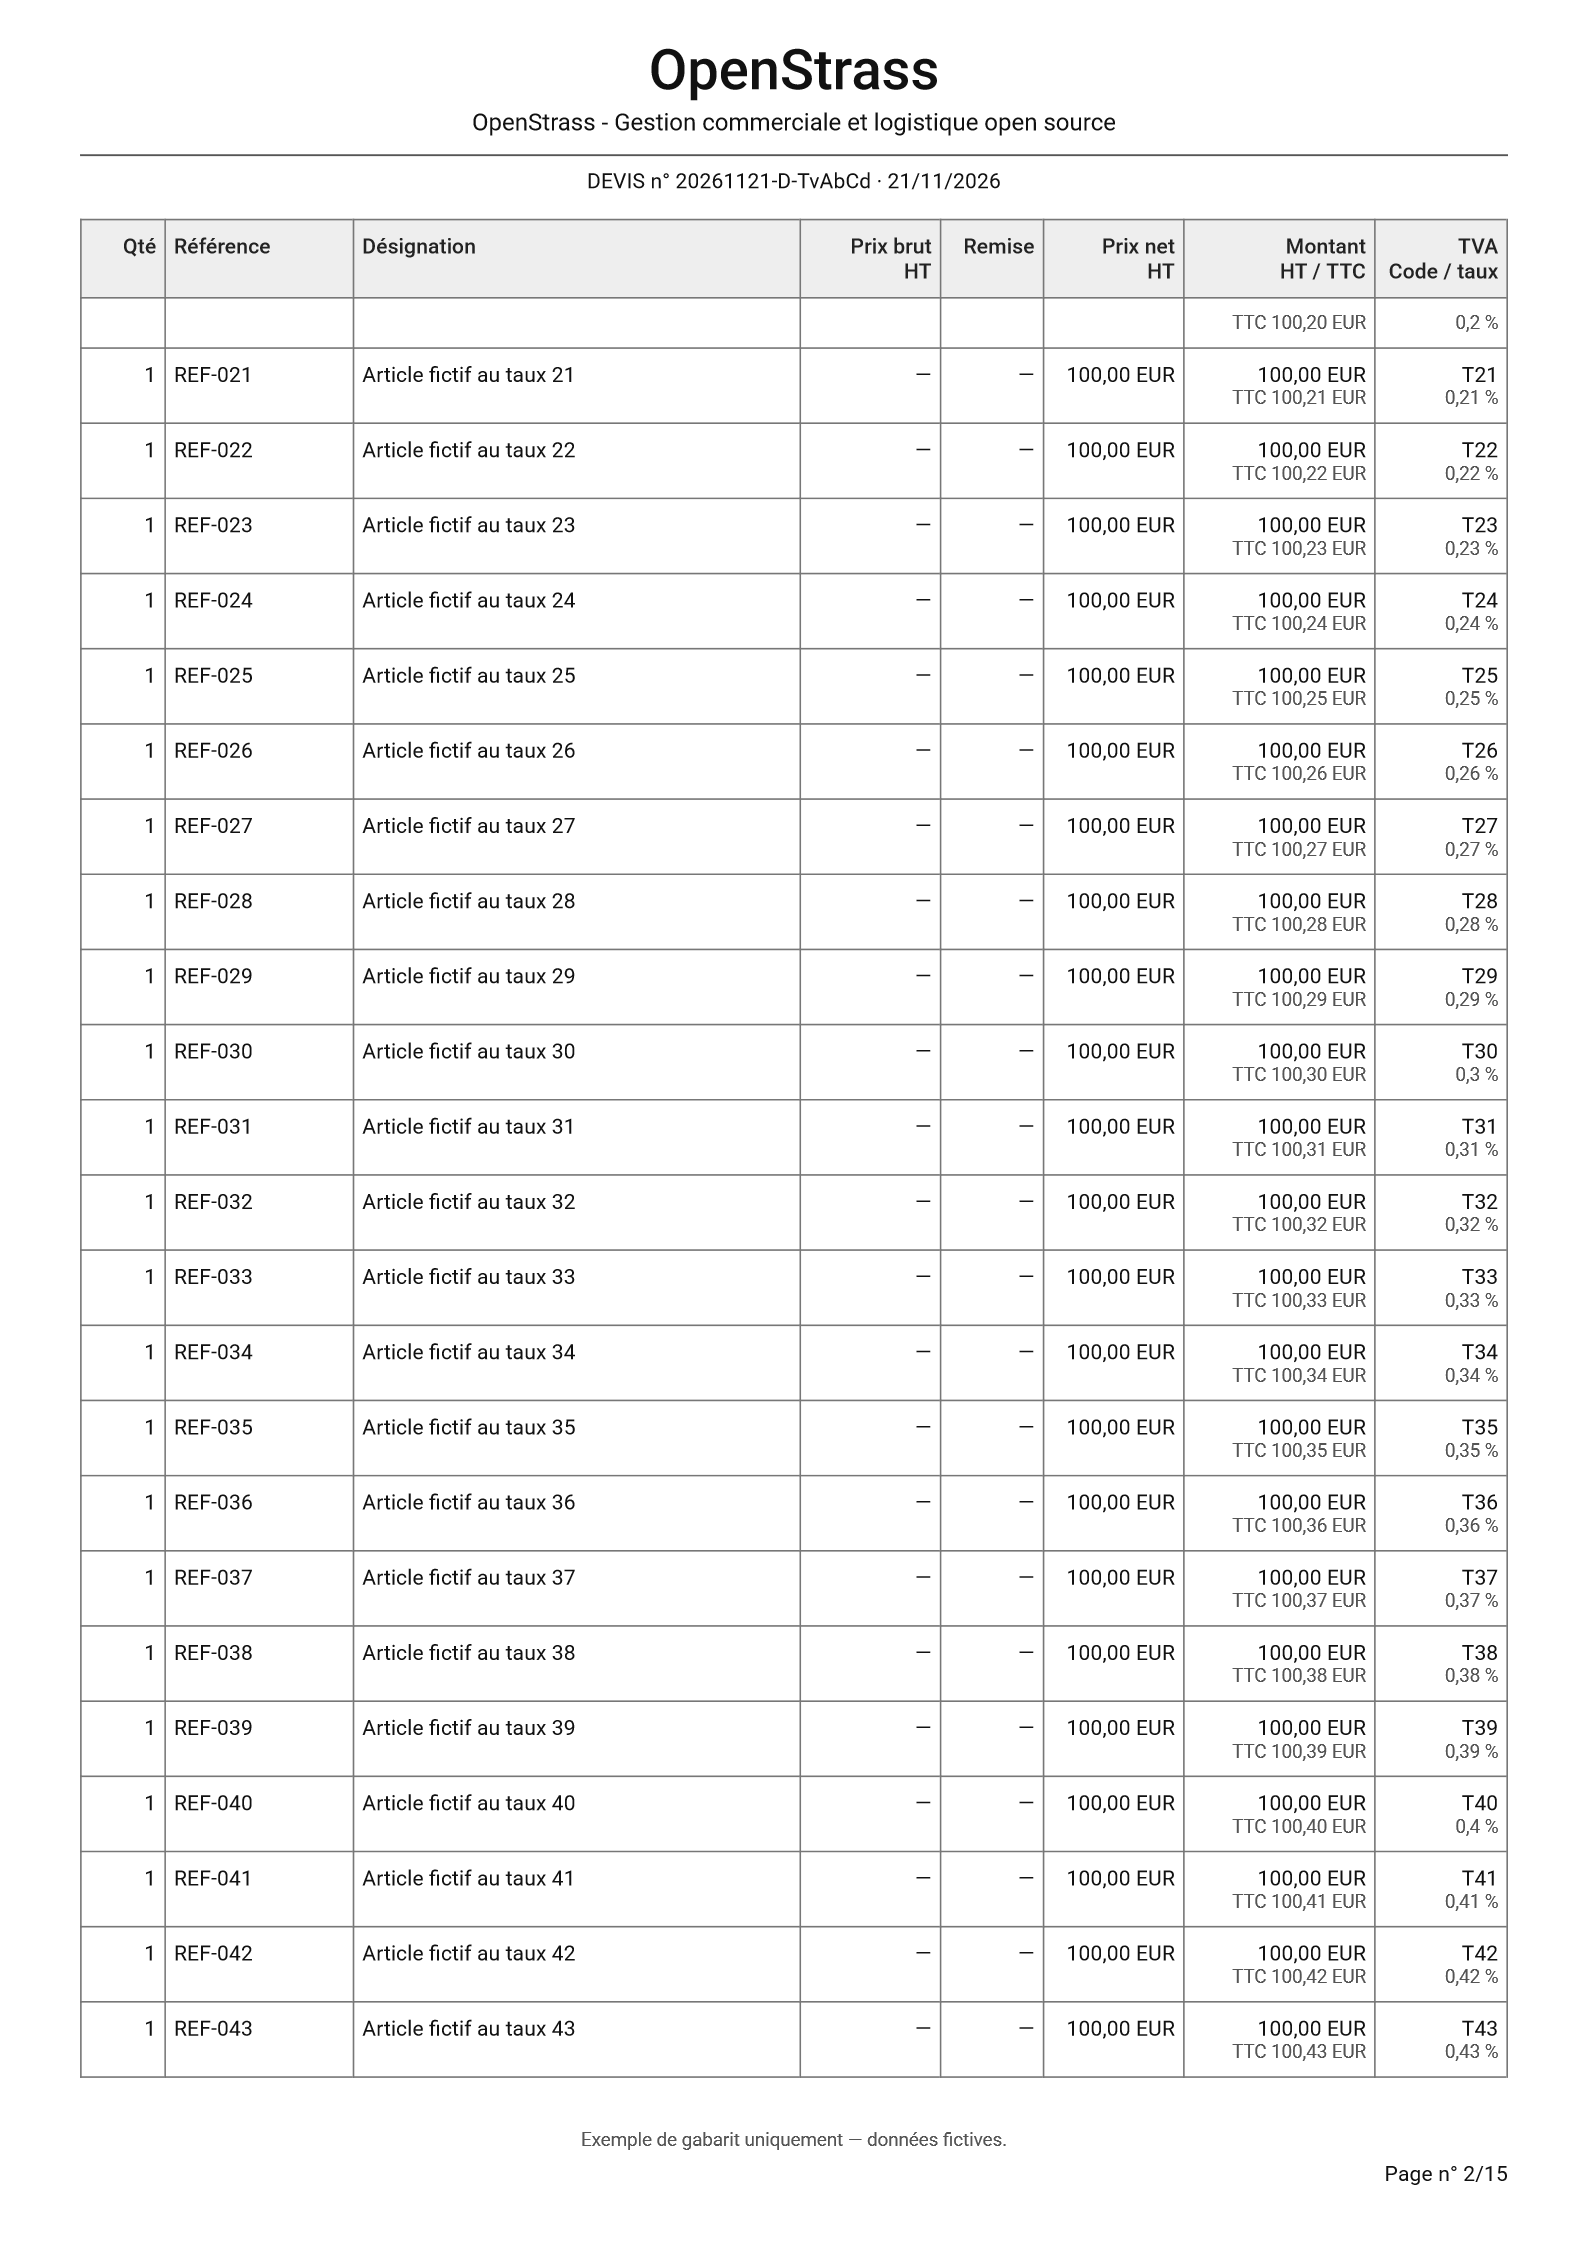 OpenStrass
OpenStrass - Gestion commerciale et logistique open source
DEVIS n° 20261121-D-TvAbCd · 21/11/2026
Qté Référence Désignation Prix brut HT Remise Prix net HT Montant HT / TTC TVA Code / taux
TTC 100,20 EUR 0,2 %
1 REF-021 Article fictif au taux 21 — — 100,00 EUR 100,00 EUR T21
TTC 100,21 EUR 0,21 %
1 REF-022 Article fictif au taux 22 — — 100,00 EUR 100,00 EUR T22
TTC 100,22 EUR 0,22 %
1 REF-023 Article fictif au taux 23 — — 100,00 EUR 100,00 EUR T23
TTC 100,23 EUR 0,23 %
1 REF-024 Article fictif au taux 24 — — 100,00 EUR 100,00 EUR T24
TTC 100,24 EUR 0,24 %
1 REF-025 Article fictif au taux 25 — — 100,00 EUR 100,00 EUR T25
TTC 100,25 EUR 0,25 %
1 REF-026 Article fictif au taux 26 — — 100,00 EUR 100,00 EUR T26
TTC 100,26 EUR 0,26 %
1 REF-027 Article fictif au taux 27 — — 100,00 EUR 100,00 EUR T27
TTC 100,27 EUR 0,27 %
1 REF-028 Article fictif au taux 28 — — 100,00 EUR 100,00 EUR T28
TTC 100,28 EUR 0,28 %
1 REF-029 Article fictif au taux 29 — — 100,00 EUR 100,00 EUR T29
TTC 100,29 EUR 0,29 %
1 REF-030 Article fictif au taux 30 — — 100,00 EUR 100,00 EUR T30
TTC 100,30 EUR 0,3 %
1 REF-031 Article fictif au taux 31 — — 100,00 EUR 100,00 EUR T31
TTC 100,31 EUR 0,31 %
1 REF-032 Article fictif au taux 32 — — 100,00 EUR 100,00 EUR T32
TTC 100,32 EUR 0,32 %
1 REF-033 Article fictif au taux 33 — — 100,00 EUR 100,00 EUR T33
TTC 100,33 EUR 0,33 %
1 REF-034 Article fictif au taux 34 — — 100,00 EUR 100,00 EUR T34
TTC 100,34 EUR 0,34 %
1 REF-035 Article fictif au taux 35 — — 100,00 EUR 100,00 EUR T35
TTC 100,35 EUR 0,35 %
1 REF-036 Article fictif au taux 36 — — 100,00 EUR 100,00 EUR T36
TTC 100,36 EUR 0,36 %
1 REF-037 Article fictif au taux 37 — — 100,00 EUR 100,00 EUR T37
TTC 100,37 EUR 0,37 %
1 REF-038 Article fictif au taux 38 — — 100,00 EUR 100,00 EUR T38
TTC 100,38 EUR 0,38 %
1 REF-039 Article fictif au taux 39 — — 100,00 EUR 100,00 EUR T39
TTC 100,39 EUR 0,39 %
1 REF-040 Article fictif au taux 40 — — 100,00 EUR 100,00 EUR T40
TTC 100,40 EUR 0,4 %
1 REF-041 Article fictif au taux 41 — — 100,00 EUR 100,00 EUR T41
TTC 100,41 EUR 0,41 %
1 REF-042 Article fictif au taux 42 — — 100,00 EUR 100,00 EUR T42
TTC 100,42 EUR 0,42 %
1 REF-043 Article fictif au taux 43 — — 100,00 EUR 100,00 EUR T43
TTC 100,43 EUR 0,43 %
Exemple de gabarit uniquement — données fictives.
Page n° 2/15